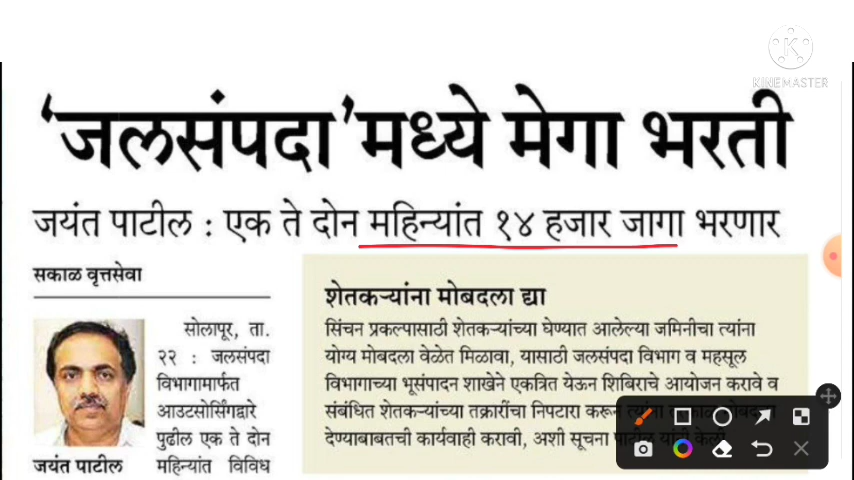 KINEMASTER
'जलसंपदा'मध्ये मेगा भरती
जयंत पाटील : एक ते दोन महिन्यांत १४ हजार जागा भरणार
सकाळ वृत्तसेवा
जयंत पाटील
सोलापूर, ता.
२२ : जलसंपदा
विभागामार्फत
आउटसोर्सिंगद्वारे
पुढील एक ते दोन
महिन्यांत विविध
शेतकऱ्यांना मोबदला द्या
सिंचन प्रकल्पासाठी शेतकऱ्यांच्या घेण्यात आलेल्या जमिनीचा त्यांना
योग्य मोबदला वेळेत मिळावा, यासाठी जलसंपदा विभाग व महसूल
विभागाच्या भूसंपादन शाखेने एकत्रित येऊन शिबिराचे आयोजन करावे व
संबंधित शेतकऱ्यांच्या तक्रारींचा निपटारा करून त्यांना मोबदला
देण्याबाबतची कार्यवाही करावी, अशी सूचना पाटील यांनी केली.